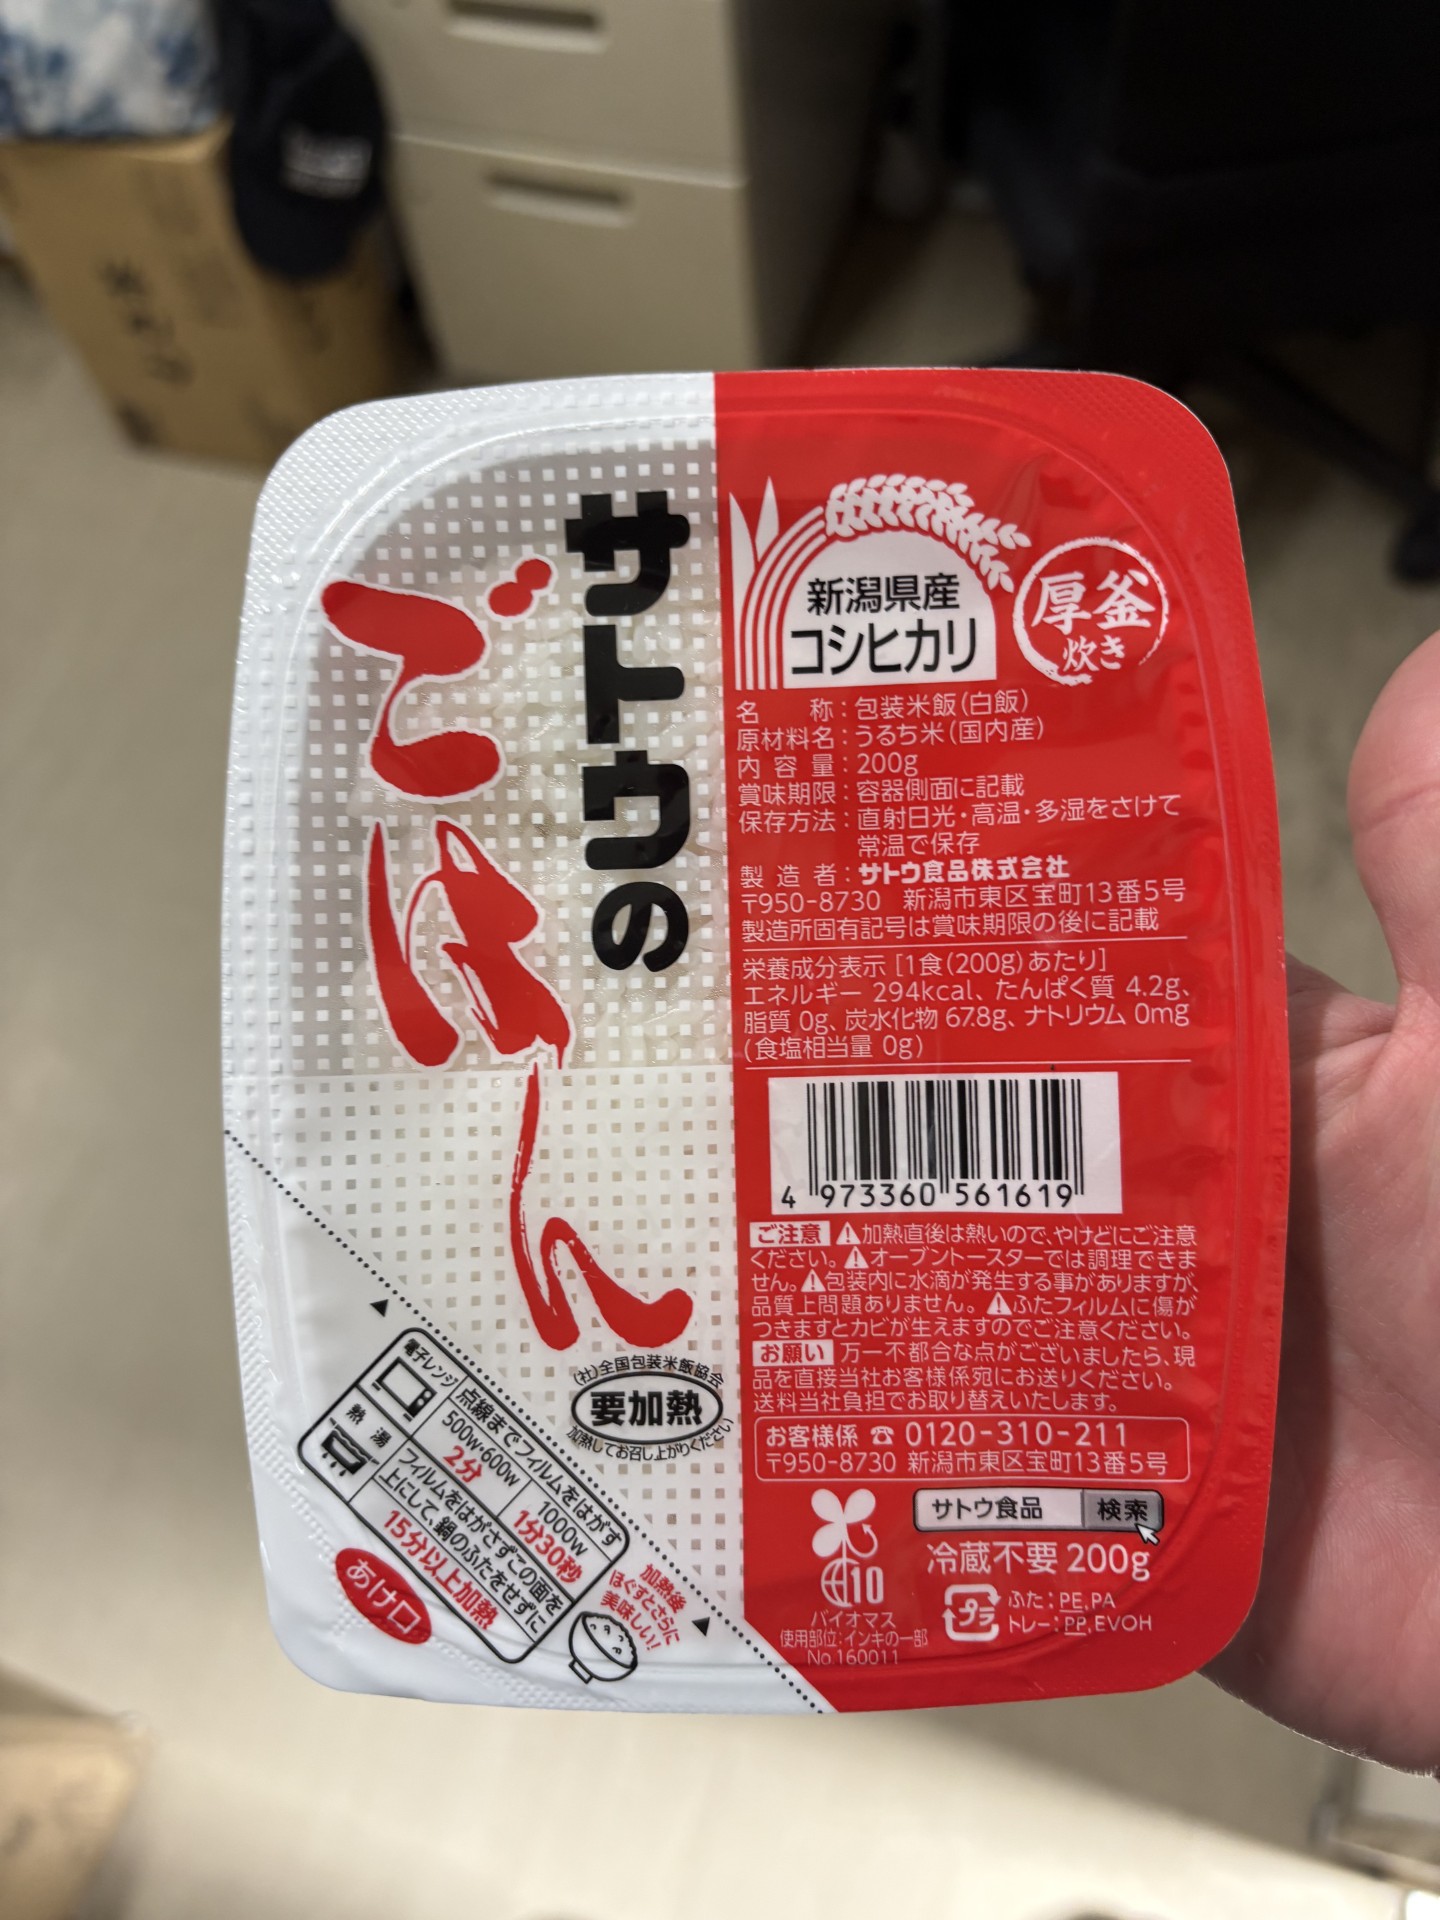 サトウの
ごはん
新潟県産
コシヒカリ
厚釜
炊き
名称:包装米飯(白飯)
原材料名:うるち米(国内産)
内容量:200g
賞味期限:容器側面に記載
保存方法:直射日光・高温・多湿をさけて
常温で保存
製造者:サトウ食品株式会社
〒950-8730 新潟市東区宝町13番5号
製造所固有記号は賞味期限の後に記載
栄養成分表示[1食(200g)あたり]
エネルギー 294kcal、たんぱく質 4.2g、
脂質 0g、炭水化物 67.8g、ナトリウム 0mg
(食塩相当量 0g)
4 973360 561619
ご注意 ⚠加熱直後は熱いので、やけどにご注意
ください。⚠オーブントースターでは調理できま
せん。⚠包装内に水滴が発生する事がありますが、
品質上問題ありません。⚠ふたフィルムに傷が
つきますとカビが生えますのでご注意ください。
お願い 万一不都合な点がございましたら、現
品を直接当社お客様係宛にお送りください。
送料当社負担でお取り替えいたします。
お客様係 ☎ 0120-310-211
〒950-8730 新潟市東区宝町13番5号
サトウ食品 検索
冷蔵不要 200g
10
バイオマス
使用部位:インキの一部
No.160011
プラ
ふた:PE,PA
トレー:PP,EVOH
(社)全国包装米飯協会
要加熱
加熱してお召し上がりください
電子レンジ
点線までフィルムをはがす
500w・600w
2分
1000w
1分30秒
熱湯
フィルムをはがさずこの面を
上にして、鍋のふたをせずに
15分以上加熱
あけ口
加熱後
ほぐすとさらに
美味しい!